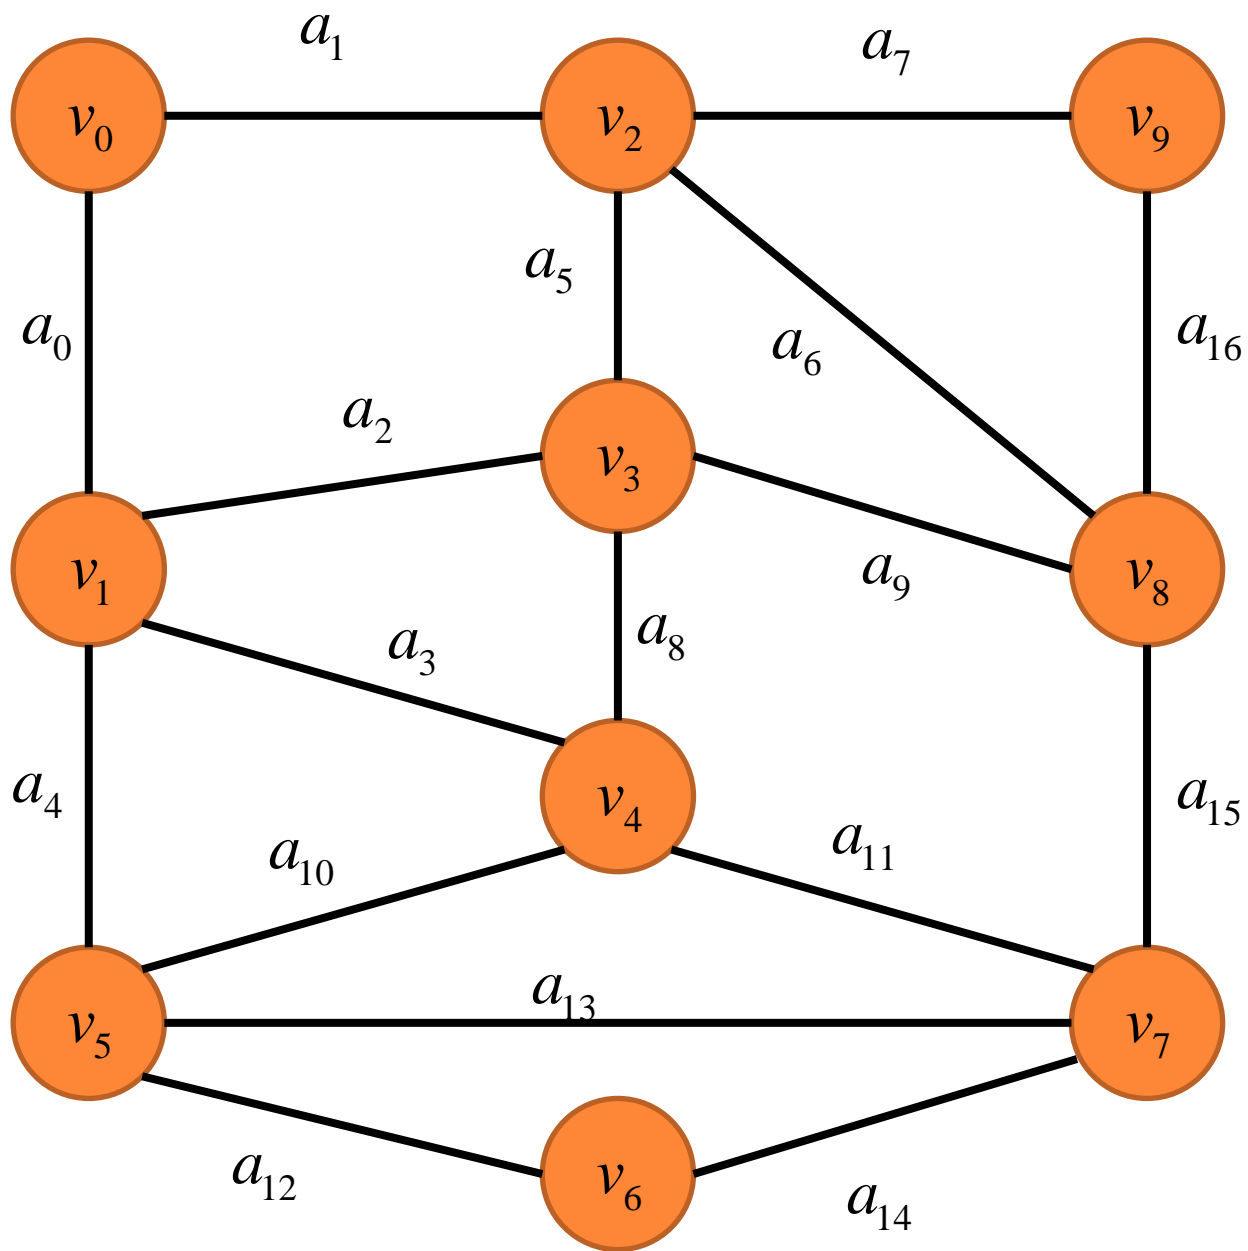 a₁
a₇
v₀
v₂
v₉
a₅
a₀
a₆
a₁₆
a₂
v₃
v₁
a₉
v₈
a₃
a₈
a₄
v₄
a₁₅
a₁₀
a₁₁
a₁₃
v₅
v₇
a₁₂
v₆
a₁₄